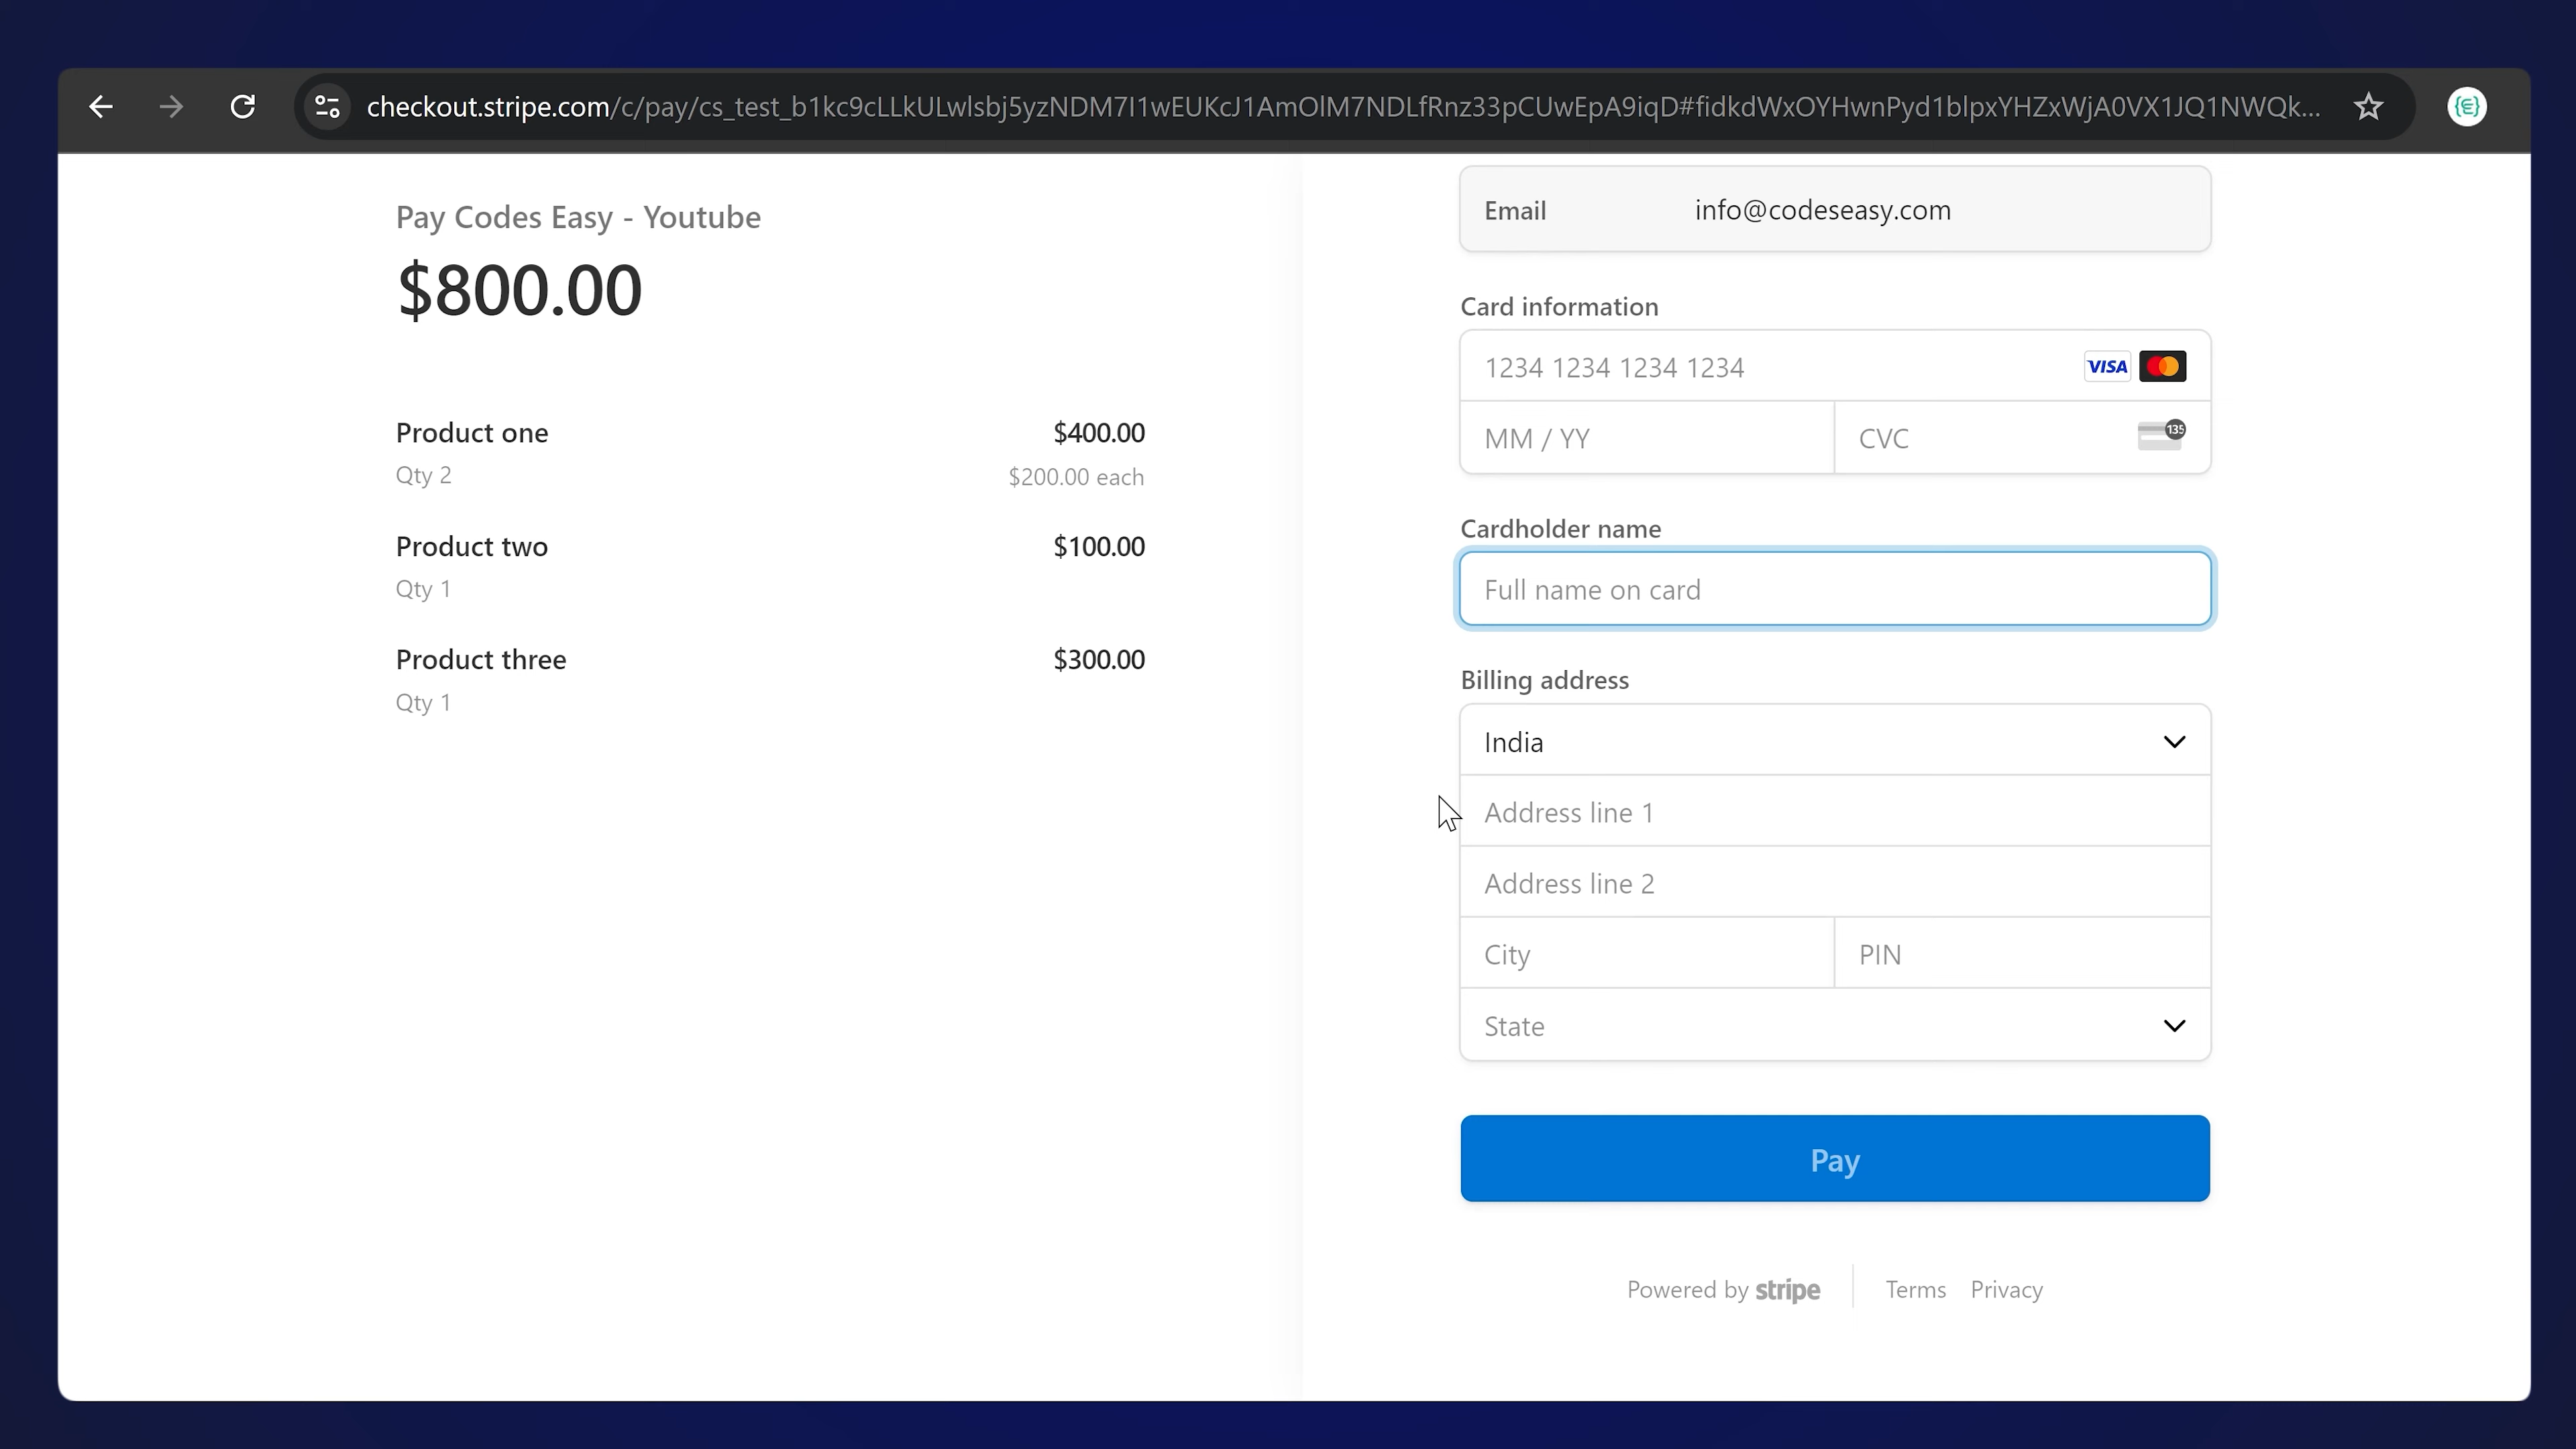 checkout.stripe.com/c/pay/cs_test_b1kc9cLLkULwlsbj5yzNDM7I1wEUKcJ1AmOlM7NDLfRnz33pCUwEpA9iqD#fidkdWxOYHwnPyd1blpxYHZxWjA0VX1JQ1NWQk...
Pay Codes Easy - Youtube
$800.00
Product one $400.00
Qty 2 $200.00 each
Product two $100.00
Qty 1
Product three $300.00
Qty 1
Email info@codeseasy.com
Card information
1234 1234 1234 1234 VISA
MM / YY CVC 135
Cardholder name
Full name on card
Billing address
India
Address line 1
Address line 2
City PIN
State
Pay
Powered by stripe Terms Privacy